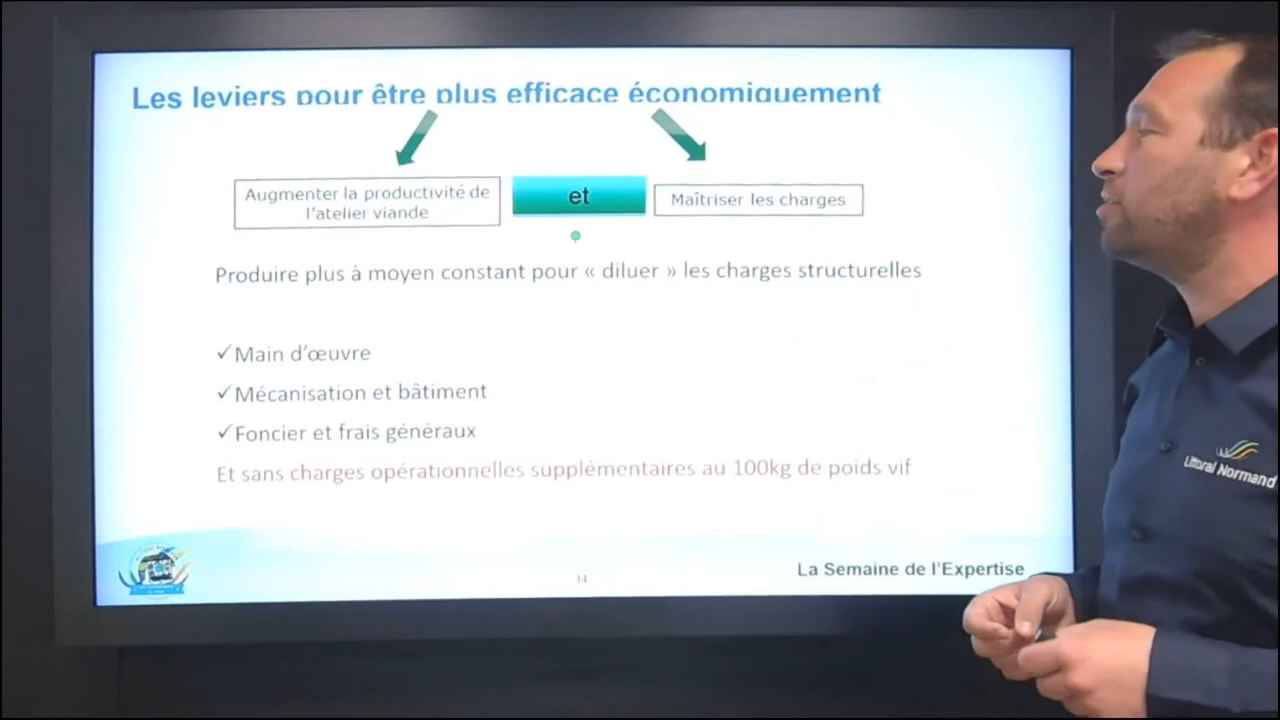 Les leviers pour être plus efficace économiquement
Augmenter la productivité de
l'atelier viande
et
Maîtriser les charges
Produire plus à moyen constant pour « diluer » les charges structurelles
✓Main d'œuvre
✓Mécanisation et bâtiment
✓Foncier et frais généraux
Et sans charges opérationnelles supplémentaires au 100kg de poids vif
14
La Semaine de l'Expertise
Littoral Normand